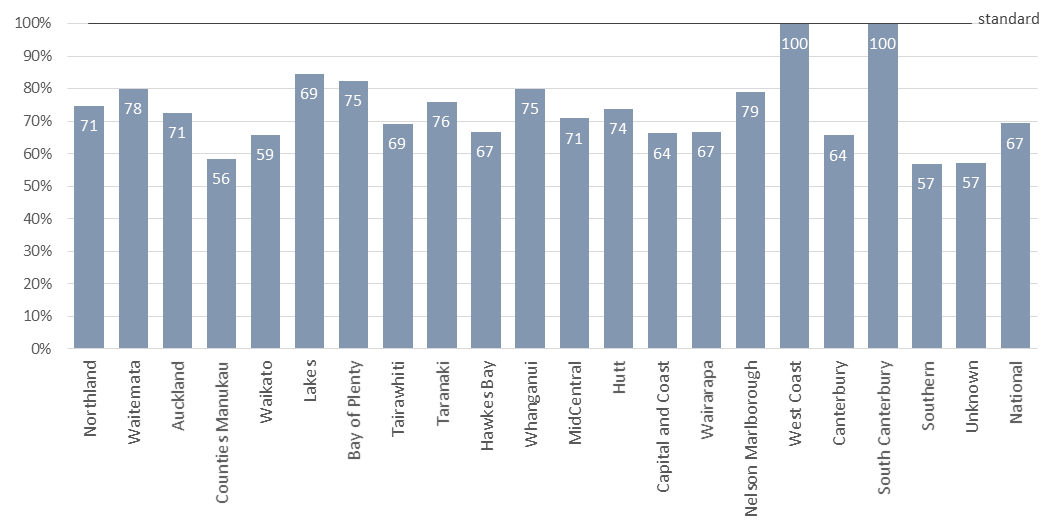 standard
100%
90%
80%
70%
60%
50%
40%
30%
20%
10%
0%
71
78
71
56
59
69
75
69
76
67
75
71
74
64
67
79
100
64
100
57
57
67
Northland
Waitemata
Auckland
Counties Manukau
Waikato
Lakes
Bay of Plenty
Tairawhiti
Taranaki
Hawkes Bay
Whanganui
MidCentral
Hutt
Capital and Coast
Wairarapa
Nelson Marlborough
West Coast
Canterbury
South Canterbury
Southern
Unknown
National